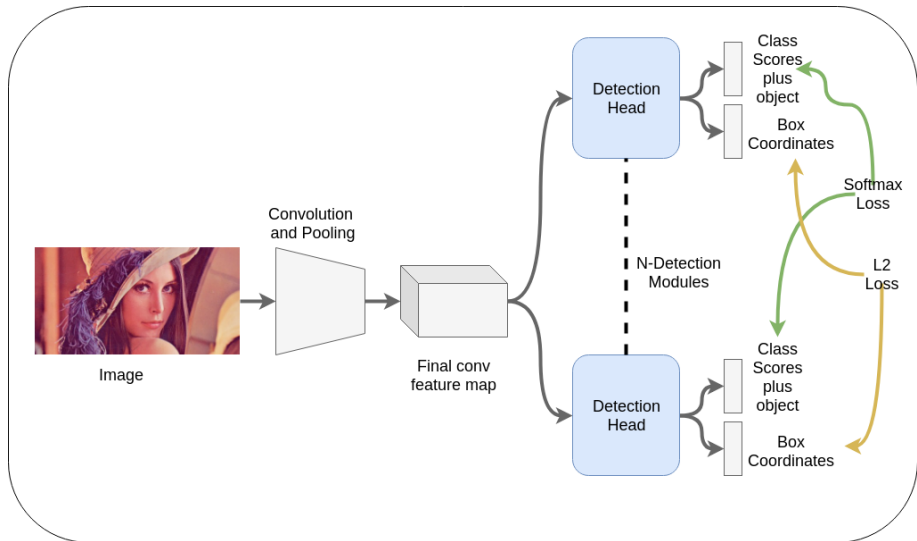 Image
Convolution
and Pooling
Final conv
feature map
Detection
Head
Class
Scores
plus
object
Box
Coordinates
Softmax
Loss
N-Detection
Modules
L2
Loss
Detection
Head
Class
Scores
plus
object
Box
Coordinates